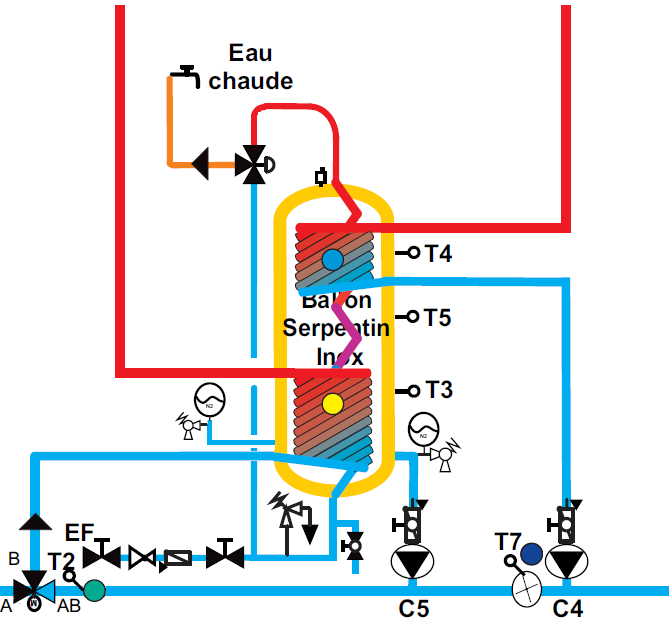 Eau
chaude
T4
Ballon
Serpentin
Inox
T5
T3
N2
N2
EF
B
T2
T7
A
M
AB
C5
C4